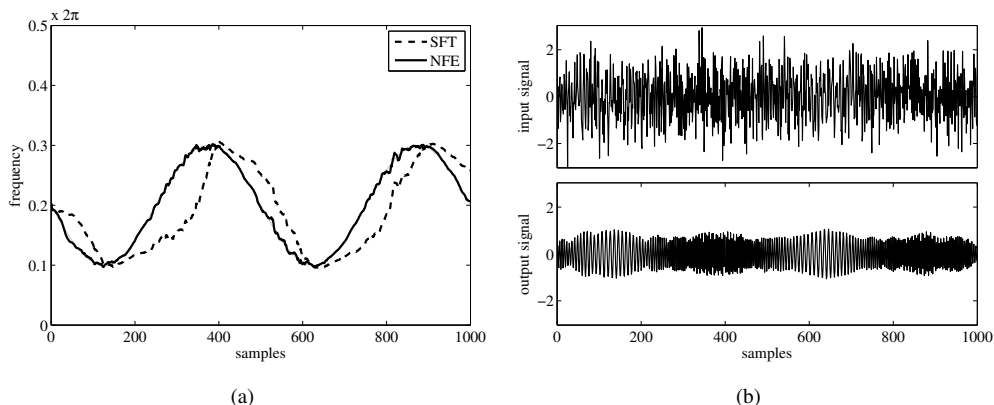 x 2π
0.5
0.4
0.3
0.2
0.1
0
frequency
0 200 400 600 800 1000
samples
SFT
NFE
(a)
2
0
−2
input signal
2
0
−2
output signal
0 200 400 600 800 1000
samples
(b)